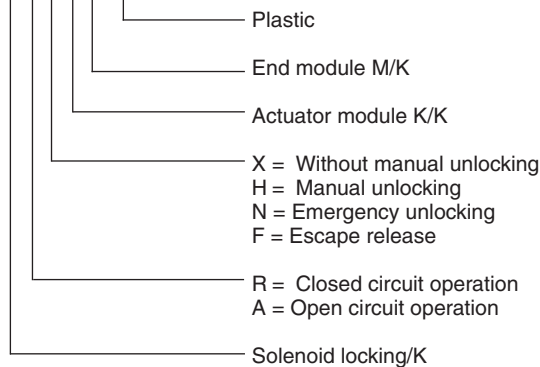 Plastic
End module M/K
Actuator module K/K
X = Without manual unlocking
H = Manual unlocking
N = Emergency unlocking
F = Escape release
R = Closed circuit operation
A = Open circuit operation
Solenoid locking/K